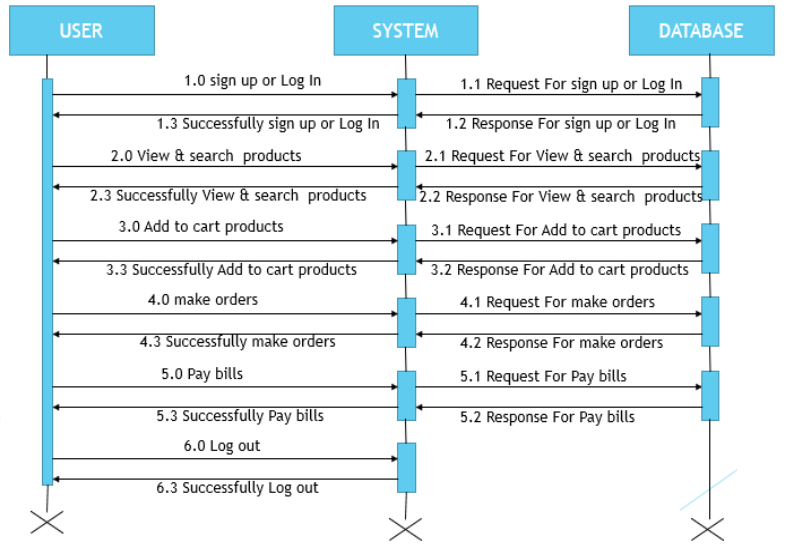 USER SYSTEM DATABASE
1.0 sign up or Log In
1.1 Request For sign up or Log In
1.3 Successfully sign up or Log In
1.2 Response For sign up or Log In
2.0 View & search products
2.1 Request For View & search products
2.3 Successfully View & search products
2.2 Response For View & search products
3.0 Add to cart products
3.1 Request For Add to cart products
3.3 Successfully Add to cart products
3.2 Response For Add to cart products
4.0 make orders
4.1 Request For make orders
4.3 Successfully make orders
4.2 Response For make orders
5.0 Pay bills
5.1 Request For Pay bills
5.3 Successfully Pay bills
5.2 Response For Pay bills
6.0 Log out
6.3 Successfully Log out